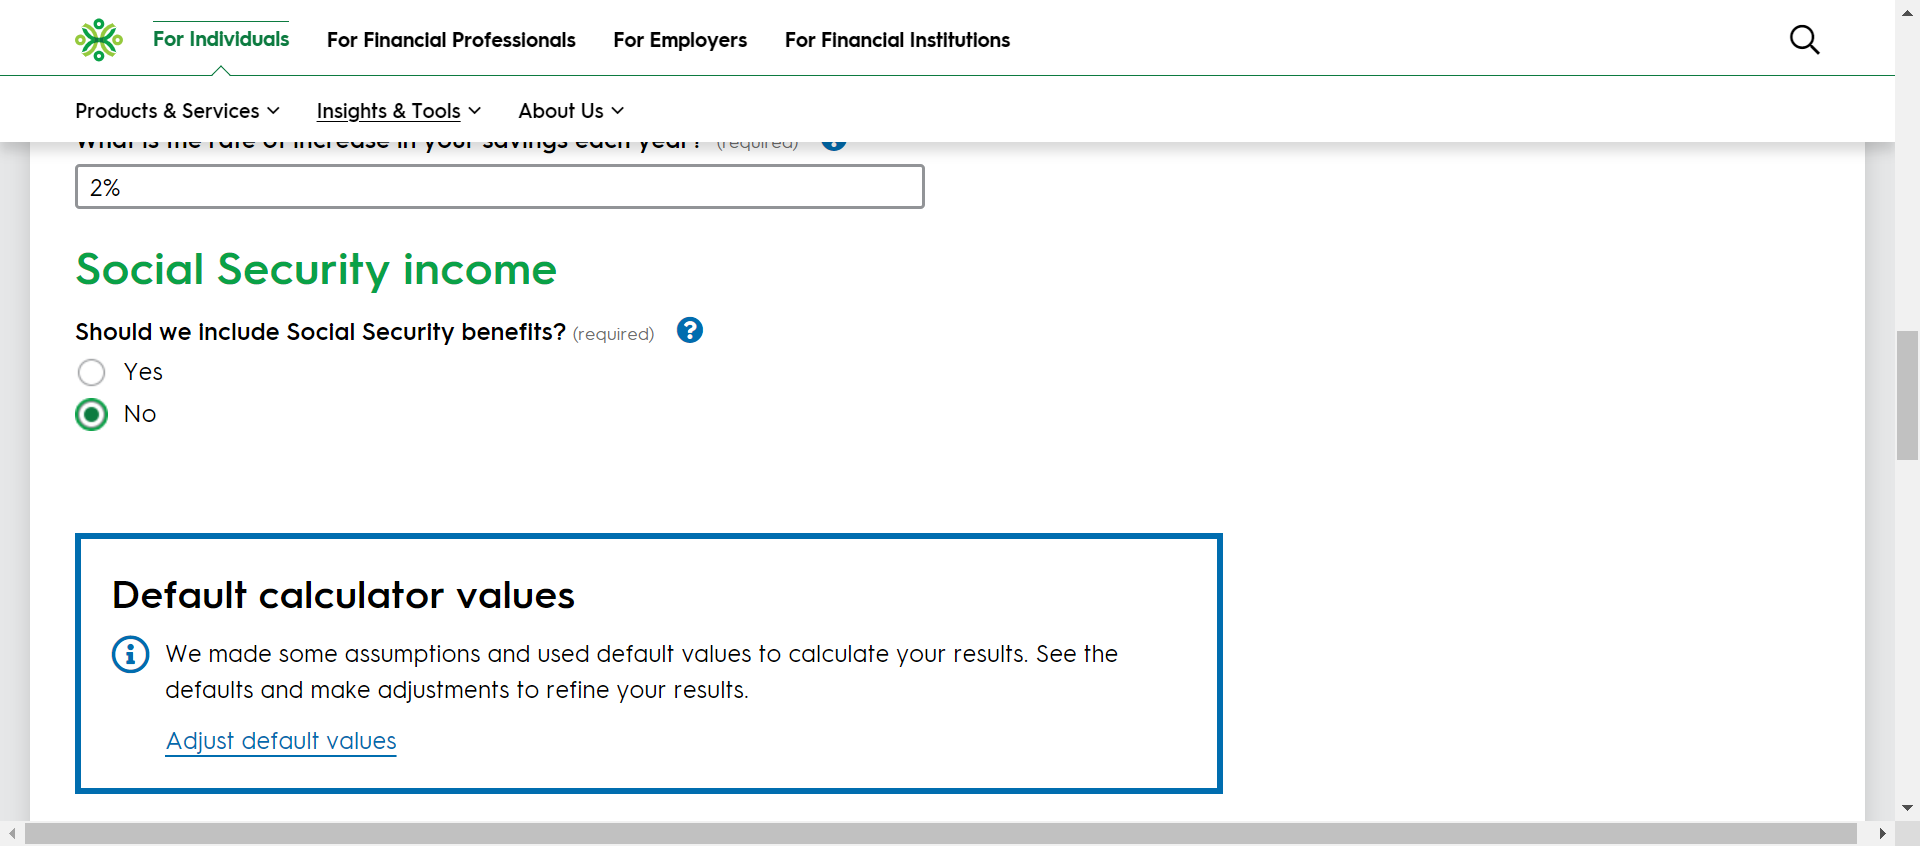 For Individuals For Financial Professionals For Employers For Financial Institutions
Products & Services Insights & Tools About Us
What is the rate of increase in your savings each year? (required)
2%
Social Security income
Should we include Social Security benefits? (required) ?
Yes
No
Default calculator values
We made some assumptions and used default values to calculate your results. See the
defaults and make adjustments to refine your results.
Adjust default values